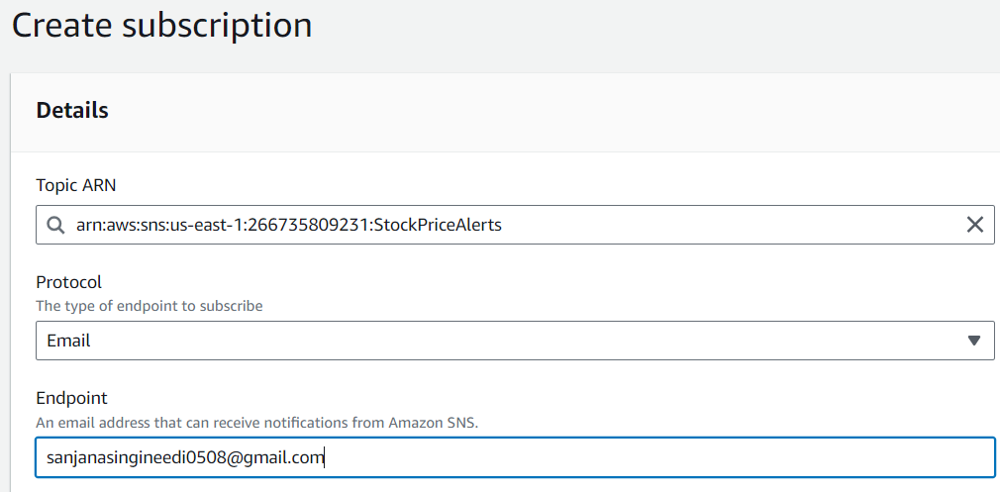 Create subscription
Details
Topic ARN
arn:aws:sns:us-east-1:266735809231:StockPriceAlerts
Protocol
The type of endpoint to subscribe
Email
Endpoint
An email address that can receive notifications from Amazon SNS.
sanjanasingineedi0508@gmail.com